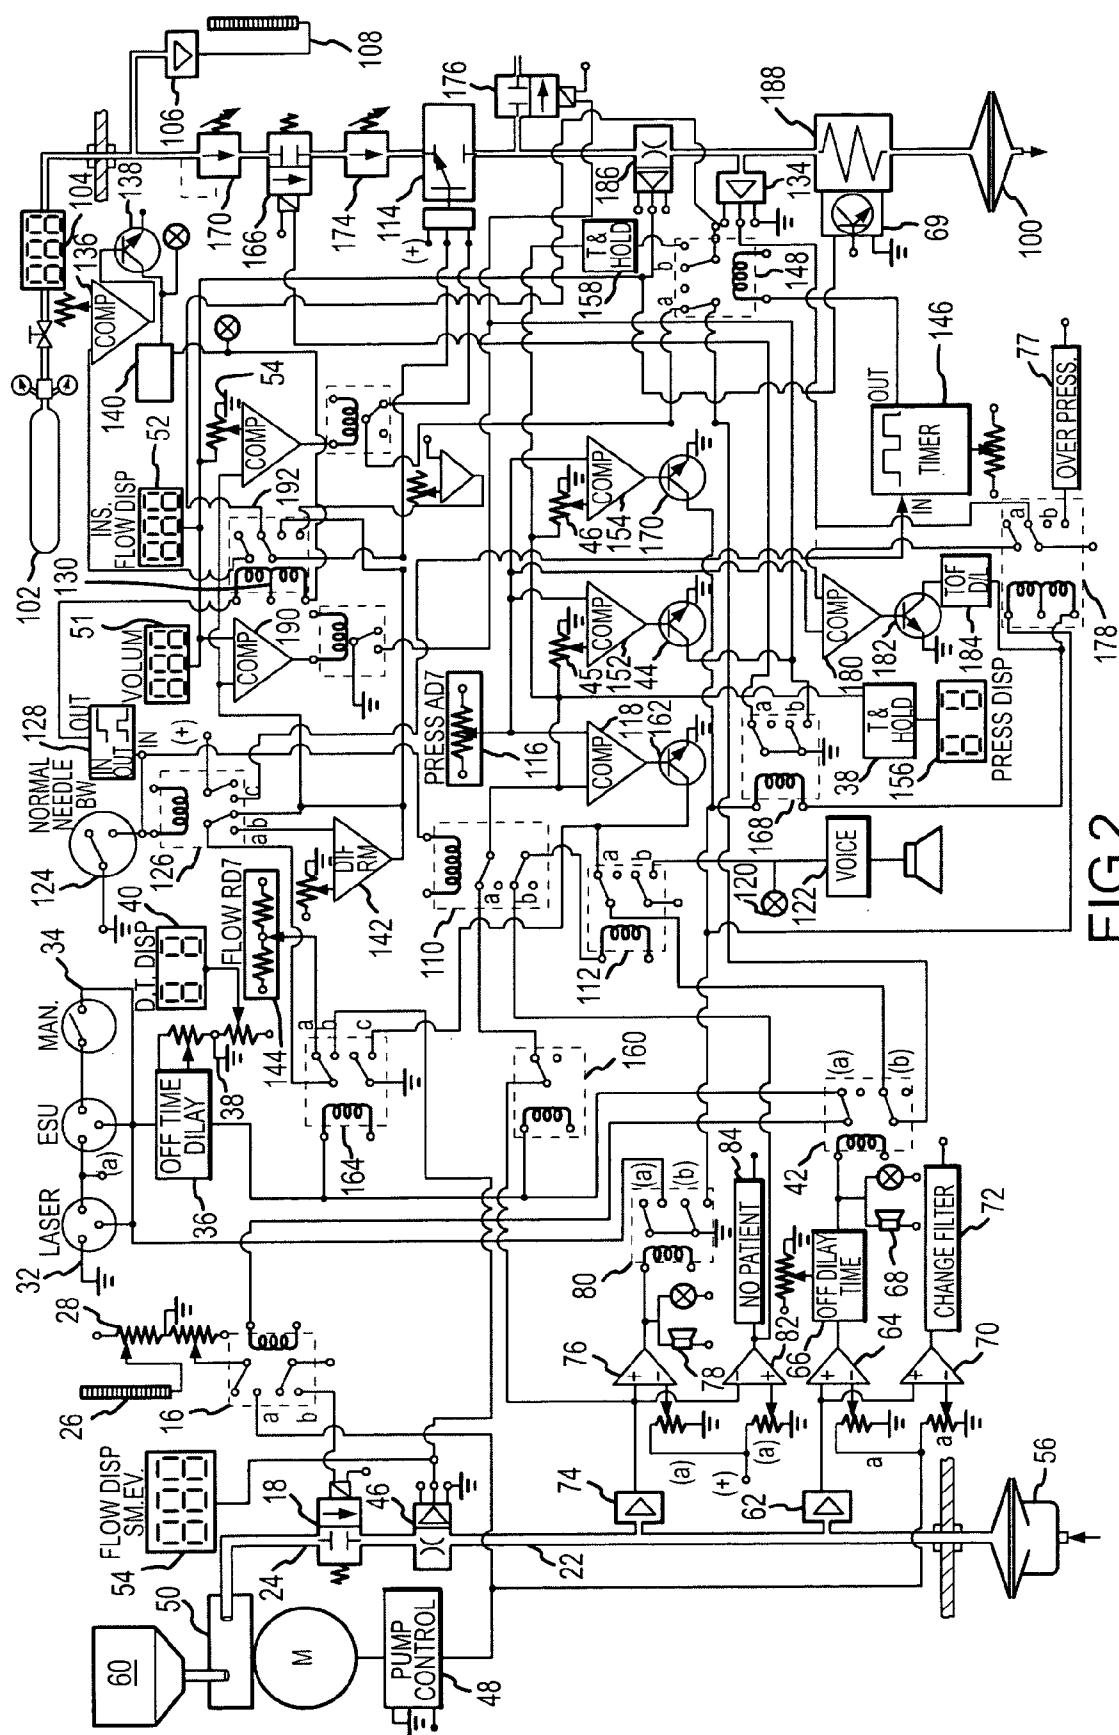 60
50
M
PUMP
CONTROL
48
FLOW DISP
SM.EV.
54
24
18
46
22
26
28
16
a
b
74
62
56
(a)
(+)
(a)
a
a
LASER
ESU
MAN.
32
34
(a)
OFF TIME
DILAY
36
38
D.T. DISP
40
FLOW RD7
144
164
a
b
c
160
76
78
80
(a)
(b)
NO PATIENT
84
82
OFF DILAY
TIME
66
64
68
42
(a)
(b)
CHANGE FILTER
72
70
NORMAL
NEEDLE
BW
124
126
a
b
c
(+)
128
IN
OUT
OUT
IN
DIF
RM
142
110
a
b
112
a
b
120
122
VOICE
VOLUM
51
COMP
190
130
192
INS.
FLOW DISP
52
COMP
54
PRESS AD7
116
COMP
118
162
45
COMP
152
44
46
COMP
154
170
168
a
b
T &
HOLD
38
156
PRESS DISP
COMP
180
182
TOF
D/L
184
178
a
b
OVER PRESS.
77
TIMER
IN
OUT
146
148
a
b
T &
HOLD
158
102
104
136
COMP
138
140
106
108
170
166
174
114
(+)
176
186
134
188
69
100
FIG.2